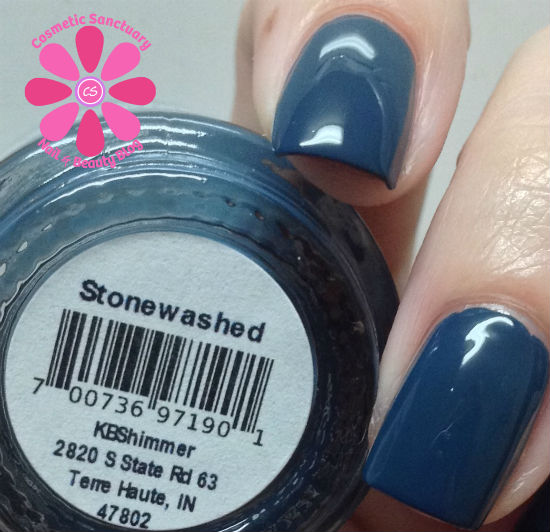 Cosmetic Sanctuary
CS
Nail & Beauty Blog
Stonewashed
7 00736 97190 1
KBShimmer
2820 S State Rd 63
Terre Haute, IN
47802